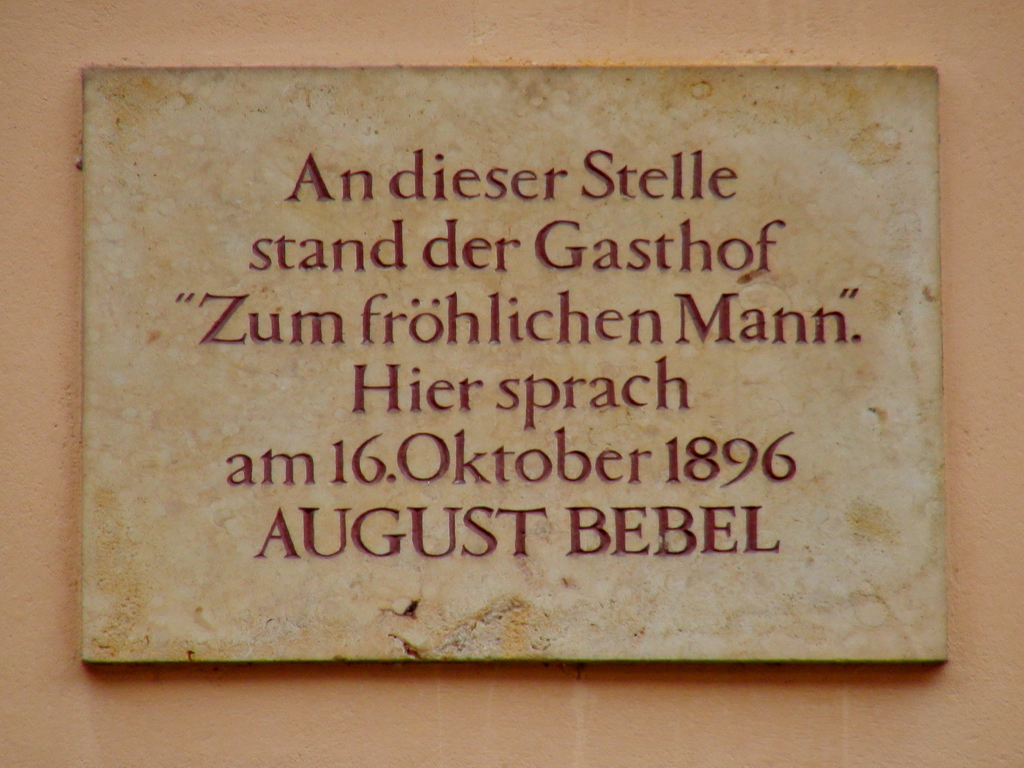 An dieser Stelle
stand der Gasthof
"Zum fröhlichen Mann".
Hier sprach
am 16. Oktober 1896
AUGUST BEBEL